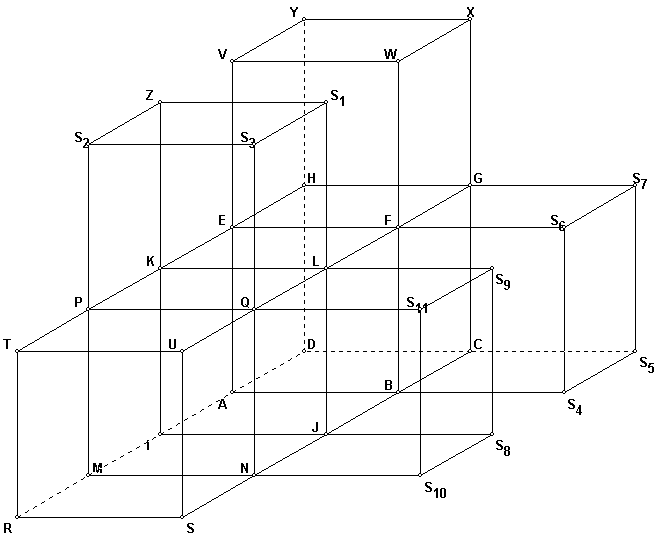 Y X
V W
Z S1
S2 S3
H G S7
E F S6
K L S9
P Q S11
T U D C S5
A B S4
I J S8
M N S10
R S